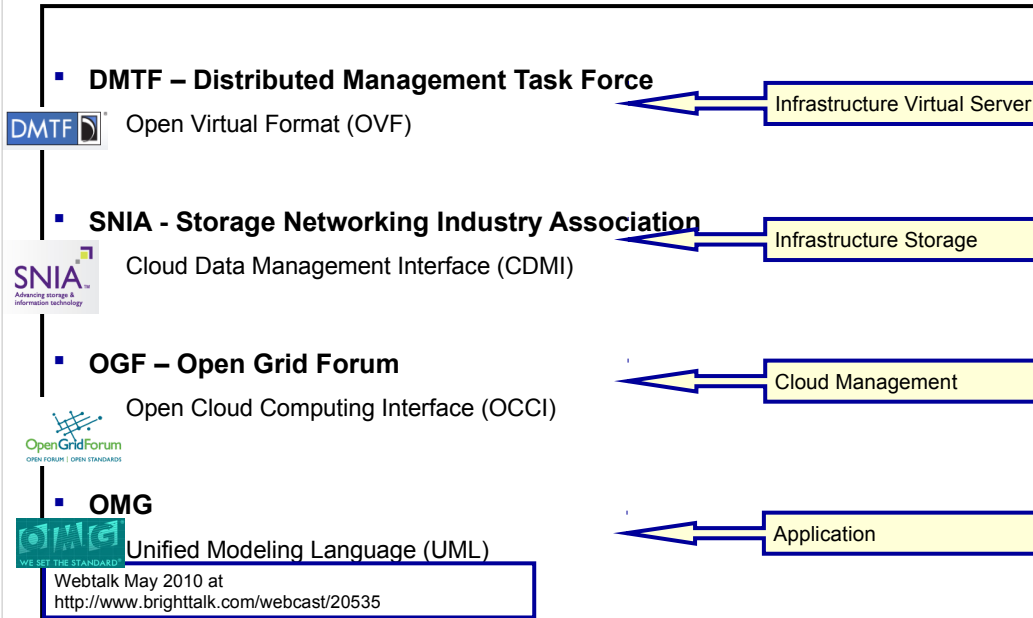 DMTF – Distributed Management Task Force
Infrastructure Virtual Server
DMTF
Open Virtual Format (OVF)
SNIA - Storage Networking Industry Association
Infrastructure Storage
SNIA™
Advancing storage &
information technology
Cloud Data Management Interface (CDMI)
OGF – Open Grid Forum
Cloud Management
Open Cloud Computing Interface (OCCI)
OpenGridForum
OPEN FORUM | OPEN STANDARDS
OMG
Application
OMG
WE SET THE STANDARD
Unified Modeling Language (UML)
Webtalk May 2010 at
http://www.brighttalk.com/webcast/20535